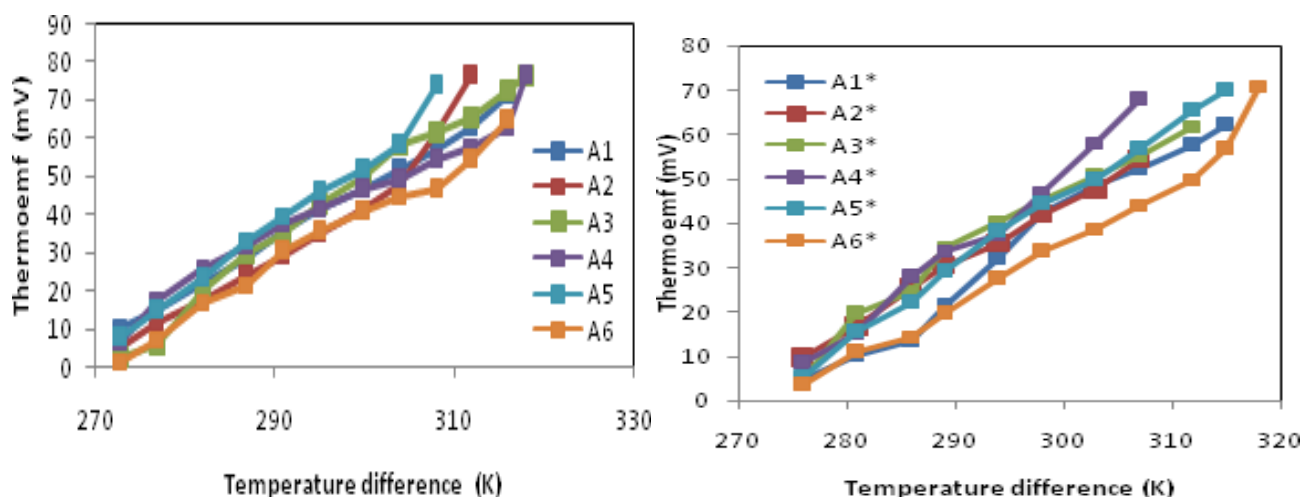 Thermoemf (mV)
90
80
70
60
50
40
30
20
10
0
270
290
310
330
Temperature difference (K)
A1
A2
A3
A4
A5
A6
Thermoemf (mV)
80
70
60
50
40
30
20
10
0
270
280
290
300
310
320
Temperature difference (K)
A1*
A2*
A3*
A4*
A5*
A6*